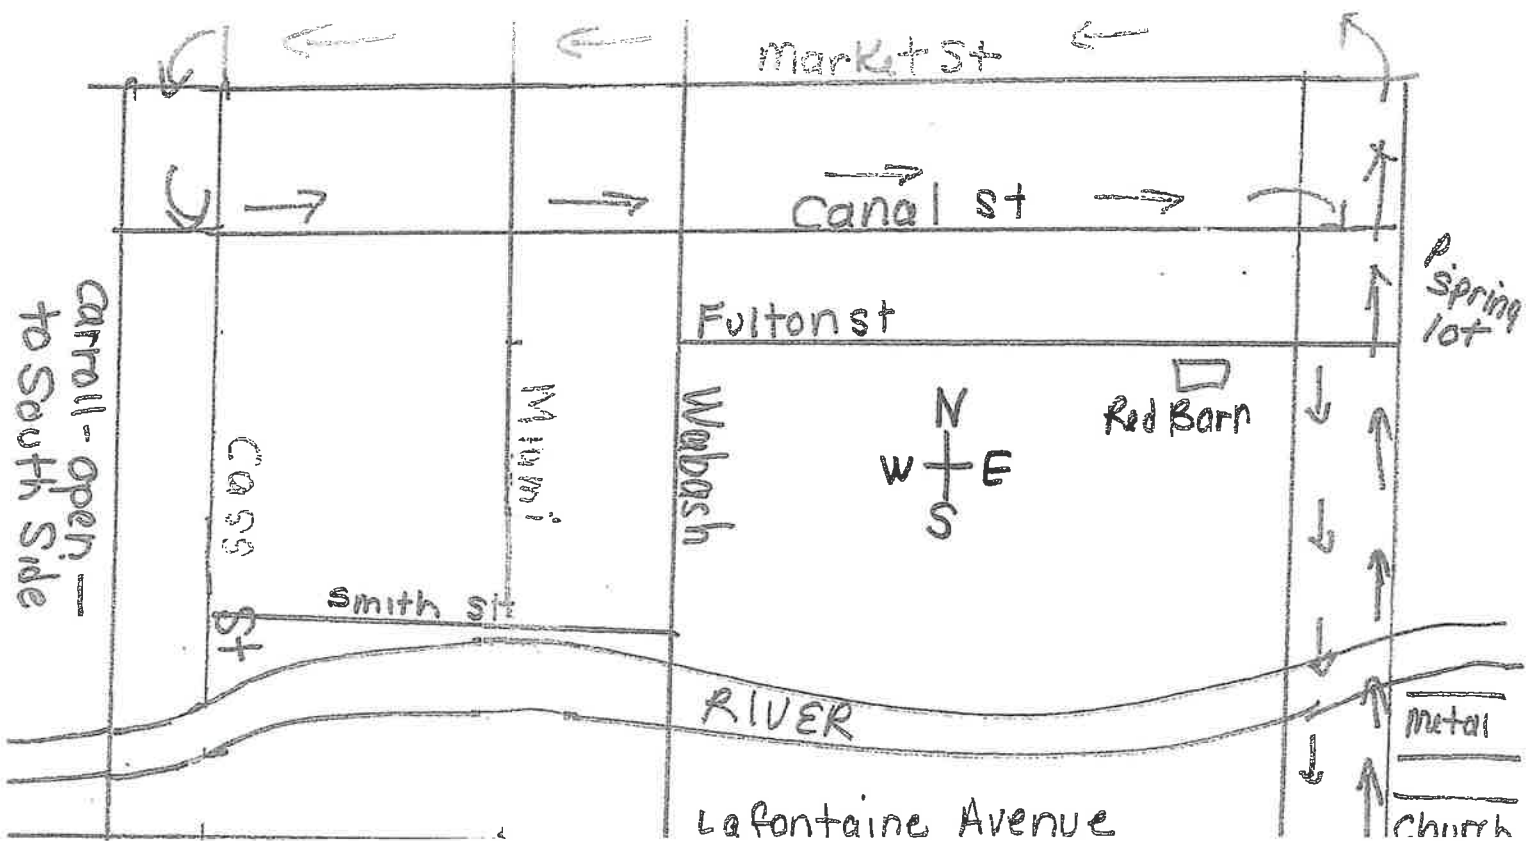 Market St
Canal St
P
Spring
lot
Fulton St
Red Barn
N
W E
S
Carroll - open -
to South Side
Cass St
Miami
Wabash
Smith St
RIVER
Metal
Lafontaine Avenue
Church